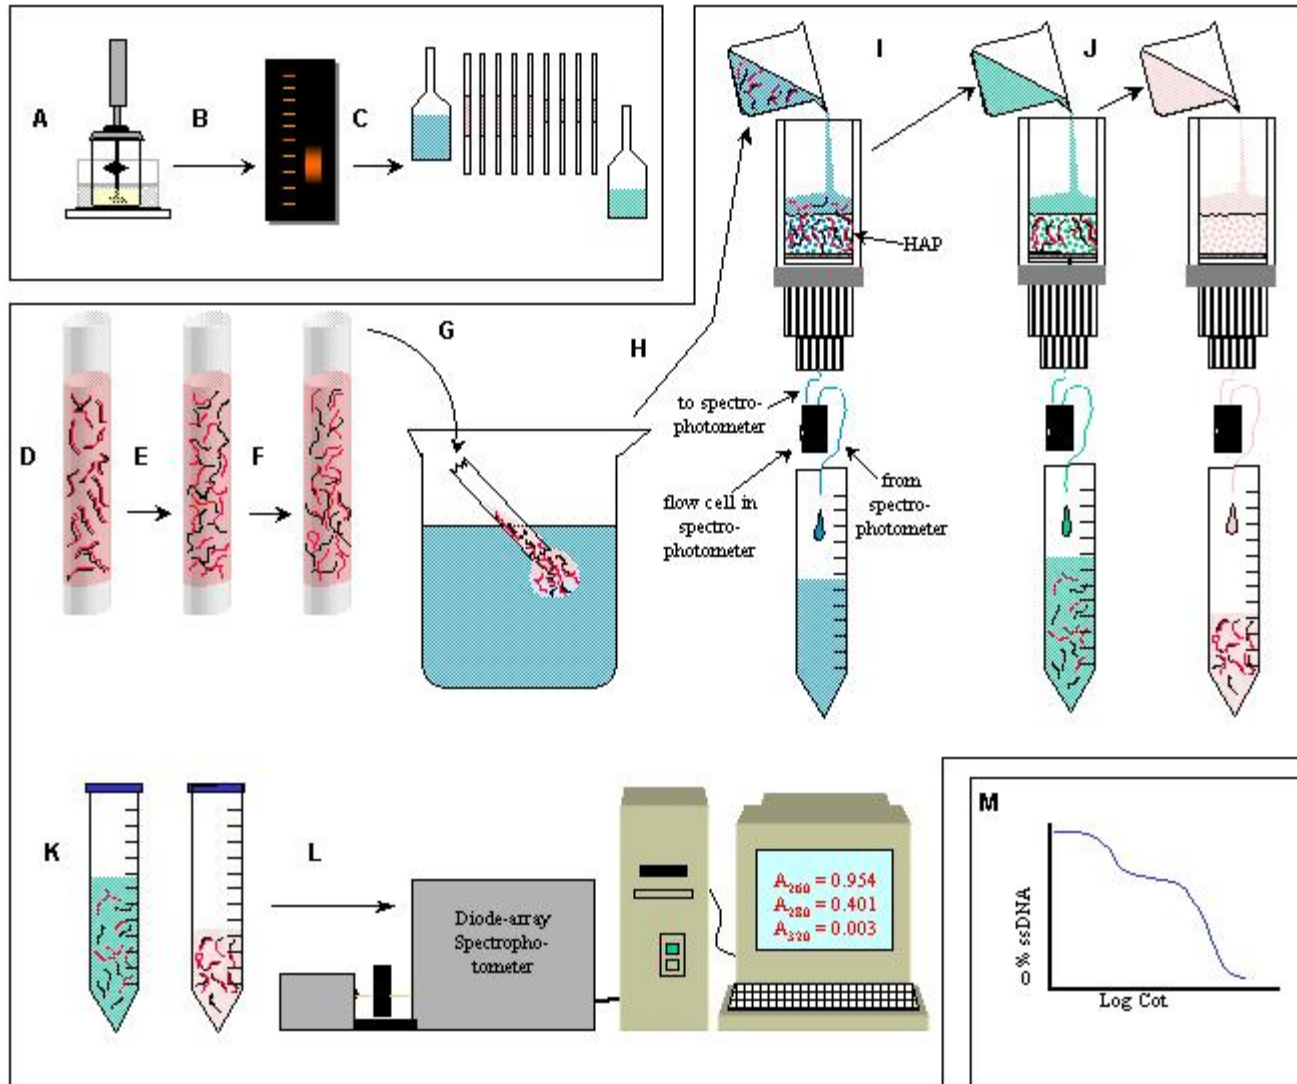 A
B
C
I
J
HAP
D
E
F
G
H
to spectro-
photometer
flow cell in
spectro-
photometer
from
spectro-
photometer
K
L
Diode-array
Spectropho-
tometer
A260 = 0.954
A280 = 0.401
A320 = 0.003
M
0 % ssDNA
Log Cot